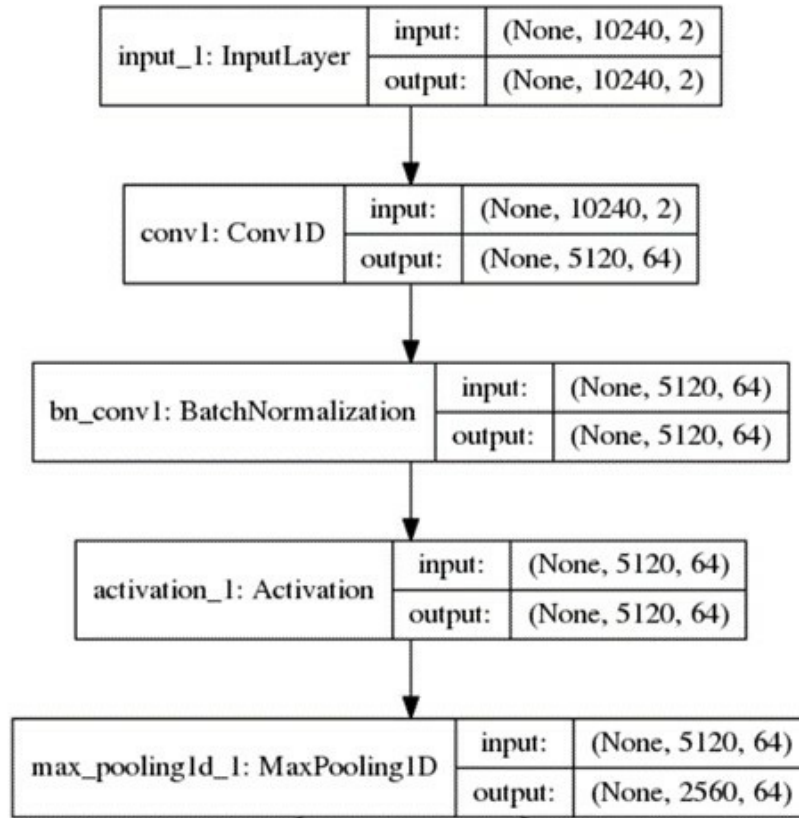 input_1: InputLayer
input: (None, 10240, 2)
output: (None, 10240, 2)
conv1: Conv1D
input: (None, 10240, 2)
output: (None, 5120, 64)
bn_conv1: BatchNormalization
input: (None, 5120, 64)
output: (None, 5120, 64)
activation_1: Activation
input: (None, 5120, 64)
output: (None, 5120, 64)
max_pooling1d_1: MaxPooling1D
input: (None, 5120, 64)
output: (None, 2560, 64)